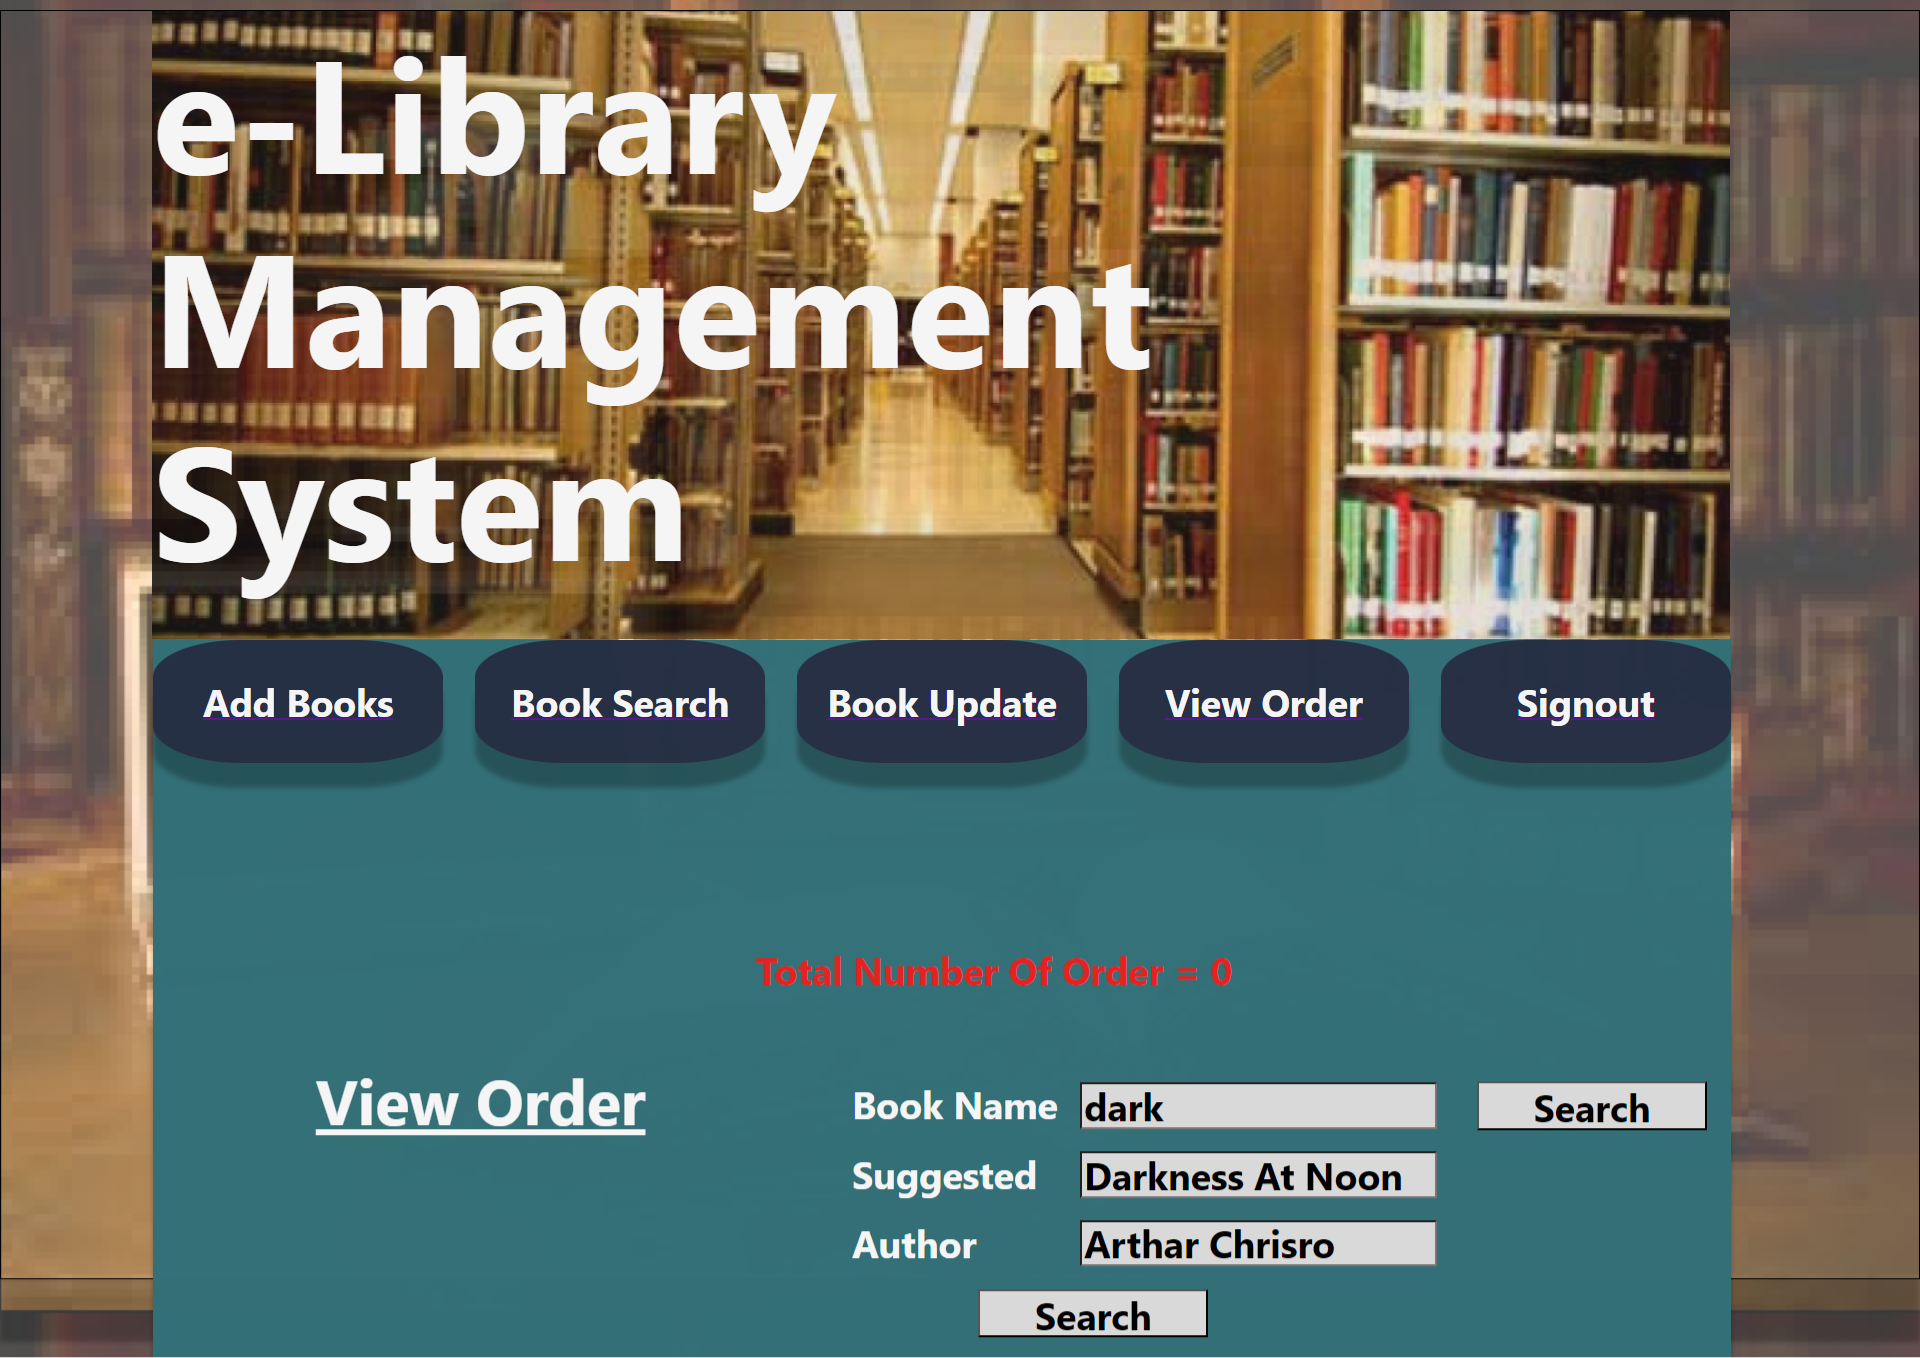 e-Library
Management
System
Add Books Book Search Book Update View Order Signout
Total Number Of Order = 0
View Order
Book Name dark Search
Suggested Darkness At Noon
Author Arthar Chrisro
Search